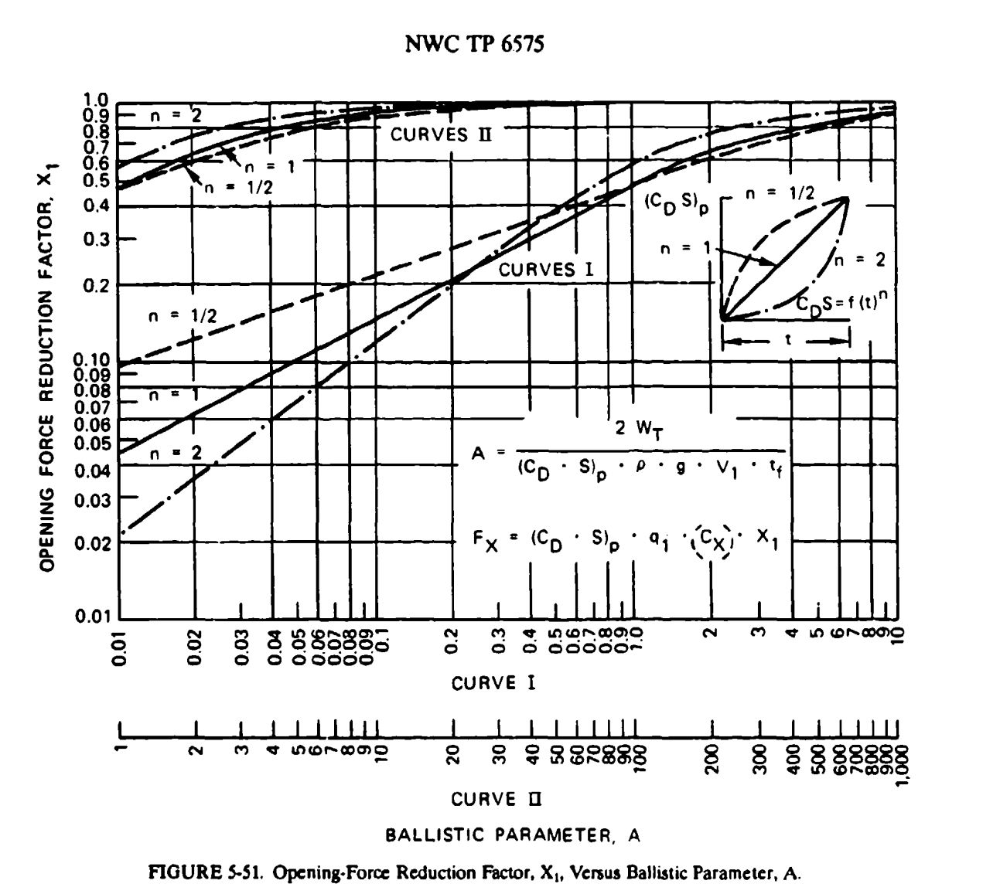 NWC TP 6575
OPENING FORCE REDUCTION FACTOR, X1
1.0
0.9
0.8
0.7
0.6
0.5
0.4
0.3
0.2
0.10
0.09
0.08
0.07
0.06
0.05
0.04
0.03
0.02
0.01
n = 2
n = 1
n = 1/2
CURVES II
CURVES I
n = 1/2
n = 1
n = 2
(CD S)p
n = 1/2
n = 1
n = 2
CDS=f(t)n
t
A = 2 WT
(CD · S)p · ρ · g · V1 · tf
FX = (CD · S)p · q1 · CX · X1
0.01 0.02 0.03 0.04 0.05 0.06 0.07 0.08 0.09 0.1 0.2 0.3 0.4 0.5 0.6 0.7 0.8 0.9 1.0 2 3 4 5 6 7 8 9 10
CURVE I
1 2 3 4 5 6 7 8 9 10 20 30 40 50 60 70 80 90 100 200 300 400 500 600 700 800 900 1,000
CURVE II
BALLISTIC PARAMETER, A
FIGURE 5-51. Opening-Force Reduction Factor, X1, Versus Ballistic Parameter, A.